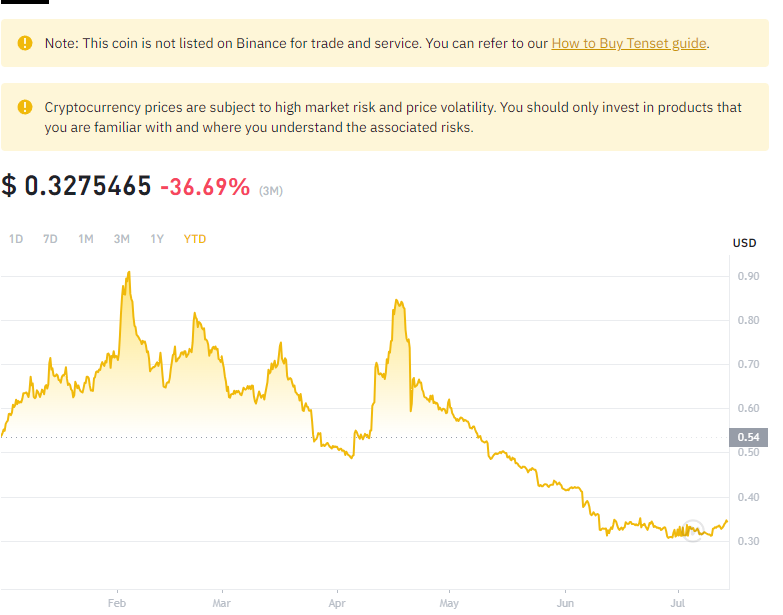 Note: This coin is not listed on Binance for trade and service. You can refer to our How to Buy Tenset guide.
Cryptocurrency prices are subject to high market risk and price volatility. You should only invest in products that
you are familiar with and where you understand the associated risks.
$ 0.3275465 -36.69% (3M)
1D 7D 1M 3M 1Y YTD
USD
0.90
0.80
0.70
0.60
0.54
0.50
0.40
0.30
Feb Mar Apr May Jun Jul